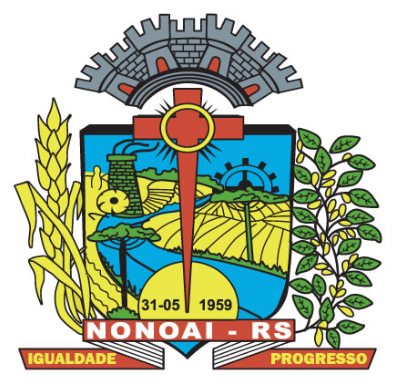 31-05 1959
NONOAI - RS
IGUALDADE PROGRESSO